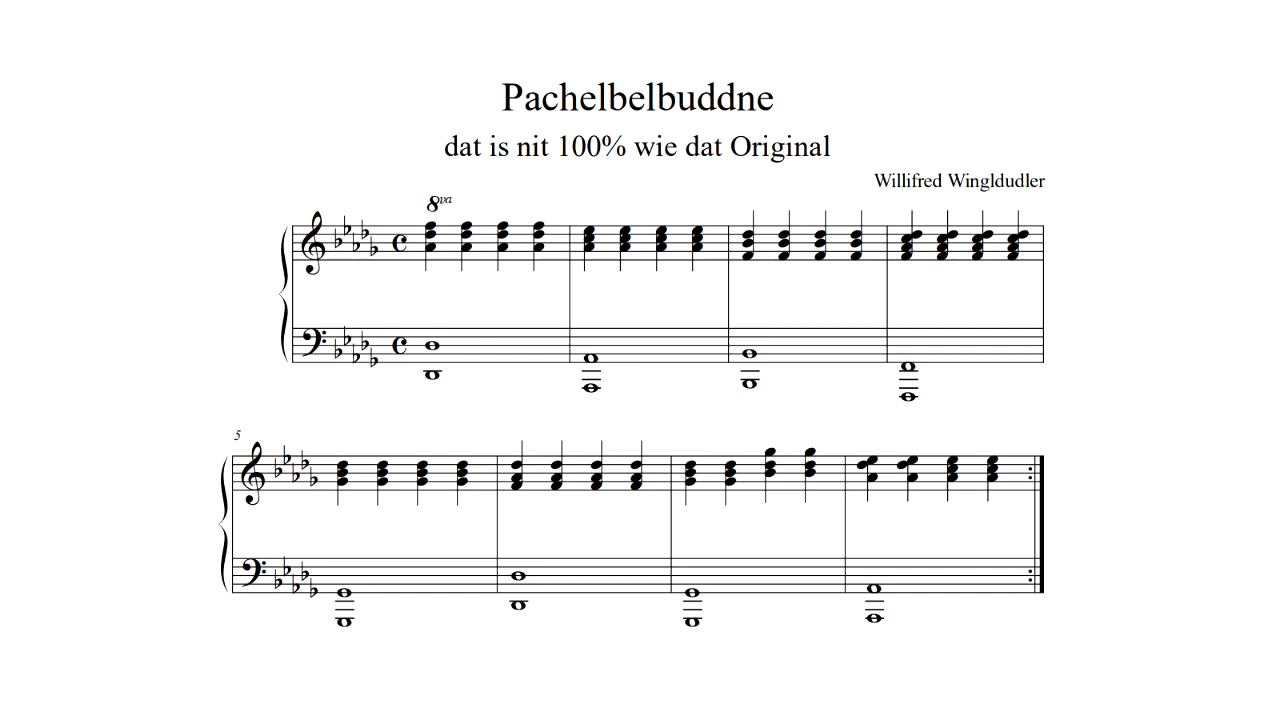 Pachelbelbuddne
dat is nit 100% wie dat Original
Willifred Wingldudler
8va
5